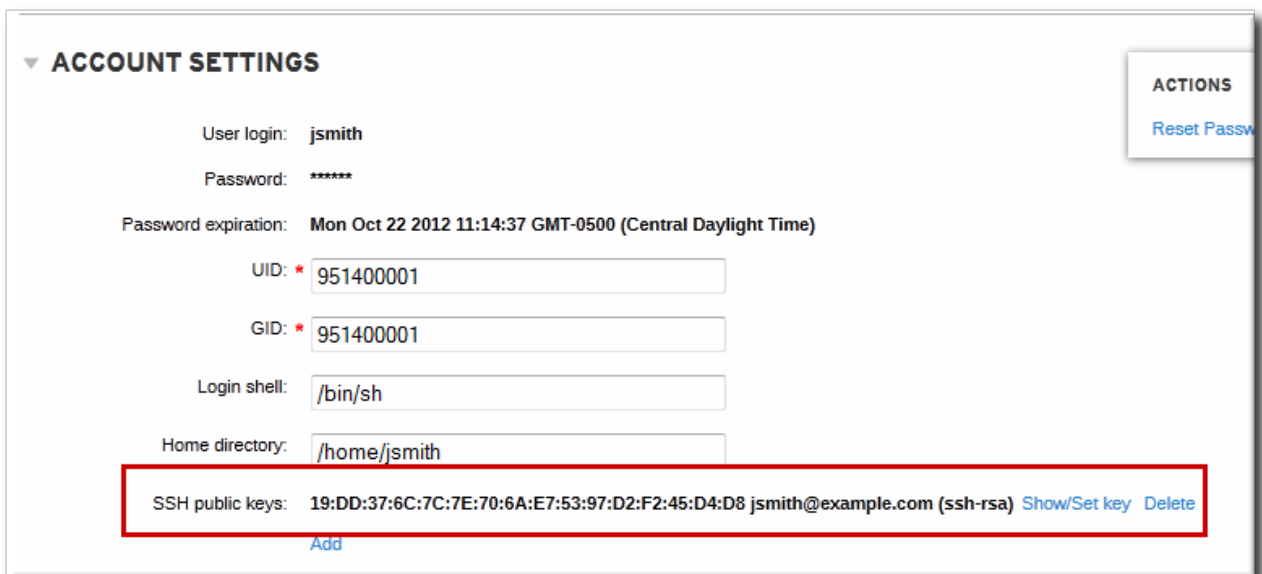 ACCOUNT SETTINGS
ACTIONS
Reset Passw
User login: jsmith
Password: ******
Password expiration: Mon Oct 22 2012 11:14:37 GMT-0500 (Central Daylight Time)
UID: * 951400001
GID: * 951400001
Login shell: /bin/sh
Home directory: /home/jsmith
SSH public keys: 19:DD:37:6C:7C:7E:70:6A:E7:53:97:D2:F2:45:D4:D8 jsmith@example.com (ssh-rsa) Show/Set key Delete
Add